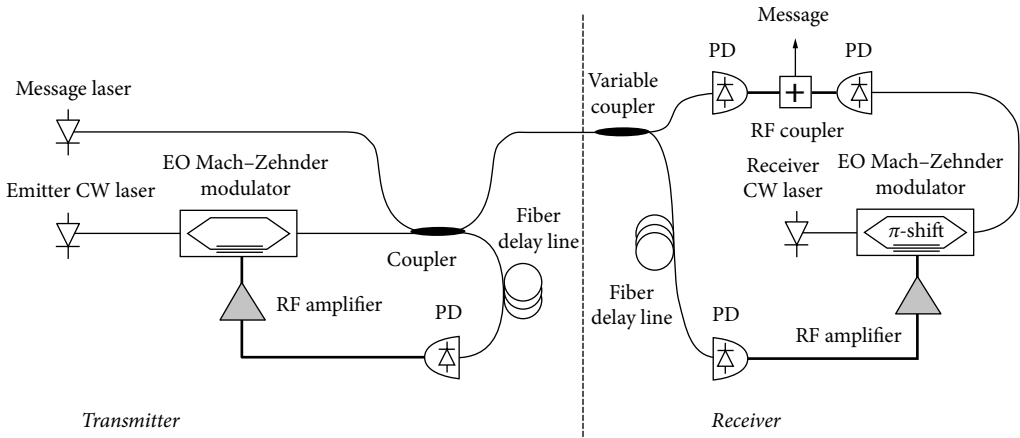 Message
PD
PD
Variable
coupler
Message laser
RF coupler
EO Mach–Zehnder
modulator
Receiver
CW laser
EO Mach–Zehnder
modulator
Emitter CW laser
Fiber
delay line
π-shift
Coupler
Fiber
delay line
RF amplifier
PD
PD
RF amplifier
Transmitter
Receiver